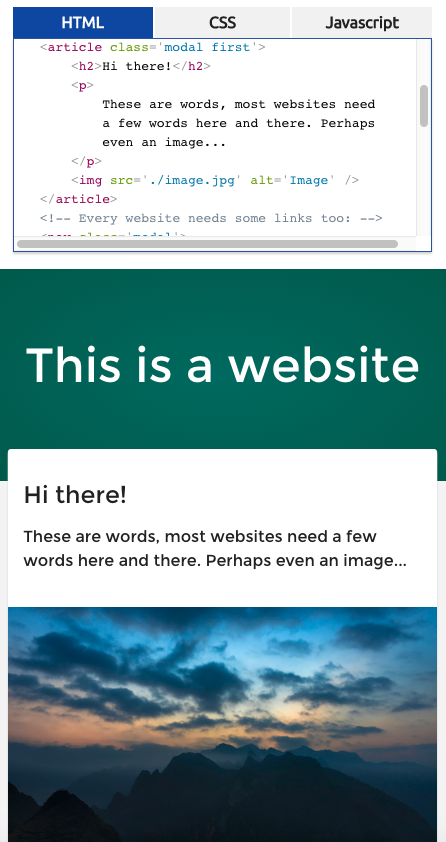 HTML CSS Javascript
<article class='modal first'>
<h2>Hi there!</h2>
<p>
These are words, most websites need
a few words here and there. Perhaps
even an image...
</p>
<img src='./image.jpg' alt='Image' />
</article>
<!-- Every website needs some links too: -->
<nav class='modal'>
This is a website
Hi there!
These are words, most websites need a few
words here and there. Perhaps even an image...